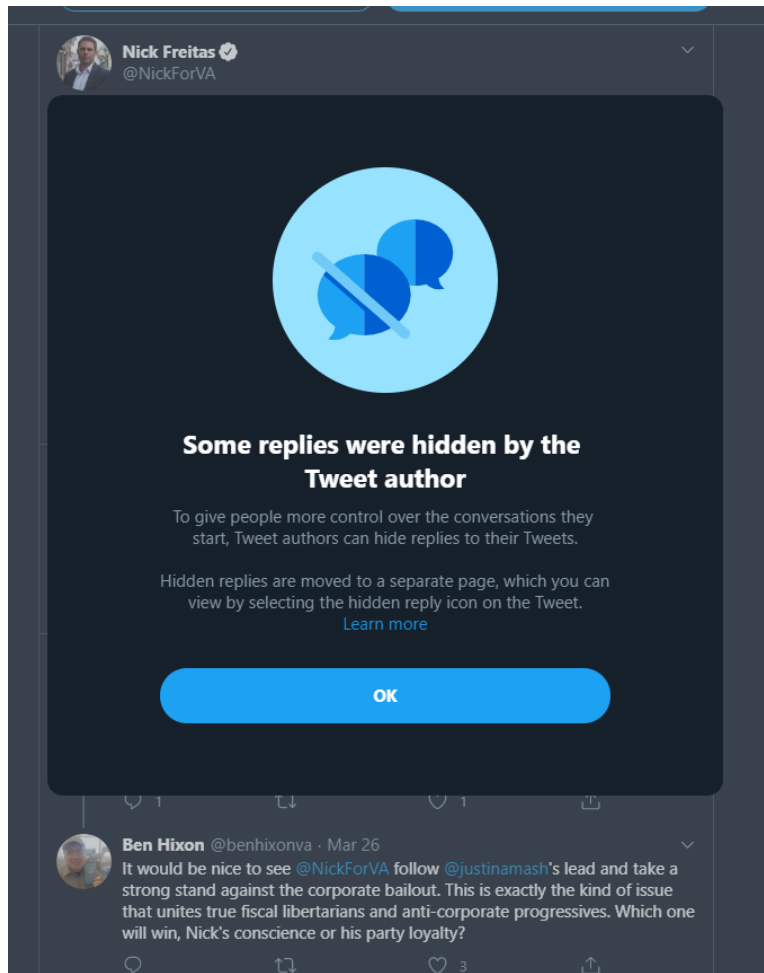 Nick Freitas
@NickForVA
Some replies were hidden by the
Tweet author
To give people more control over the conversations they
start, Tweet authors can hide replies to their Tweets.
Hidden replies are moved to a separate page, which you can
view by selecting the hidden reply icon on the Tweet.
Learn more
OK
1 1
Ben Hixon @benhixonva · Mar 26
It would be nice to see @NickForVA follow @justinamash's lead and take a
strong stand against the corporate bailout. This is exactly the kind of issue
that unites true fiscal libertarians and anti-corporate progressives. Which one
will win, Nick's conscience or his party loyalty?
3